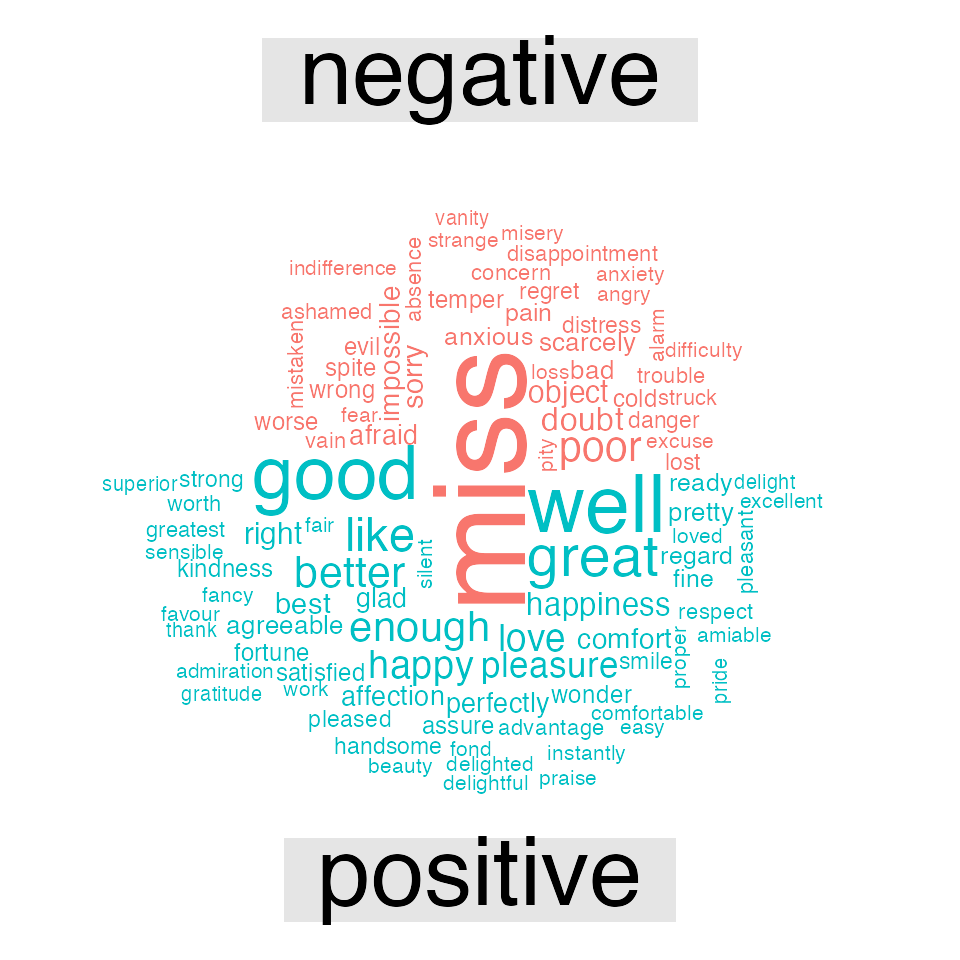 negative
vanity
strange
misery
absence
disappointment
indifference
concern
anxiety
temper
regret
angry
impossible
ashamed
pain
distress
alarm
mistaken
anxious
scarcely
difficulty
evil
sorry
spite
loss
bad
trouble
wrong
miss
object
cold
struck
worse
fear
doubt
danger
vain
afraid
pity
poor
excuse
lost
good
well
superior
strong
ready
delight
worth
excellent
pretty
greatest
right
fair
like
loved
pleasant
sensible
great
regard
kindness
better
silent
fine
fancy
best
glad
happiness
respect
favour
thank
agreeable
enough
love
comfort
proper
amiable
fortune
happy
pleasure
smile
admiration
satisfied
pride
gratitude
work
affection
perfectly
wonder
pleased
assure
advantage
comfortable
easy
handsome
fond
instantly
beauty
delighted
delightful
praise
positive